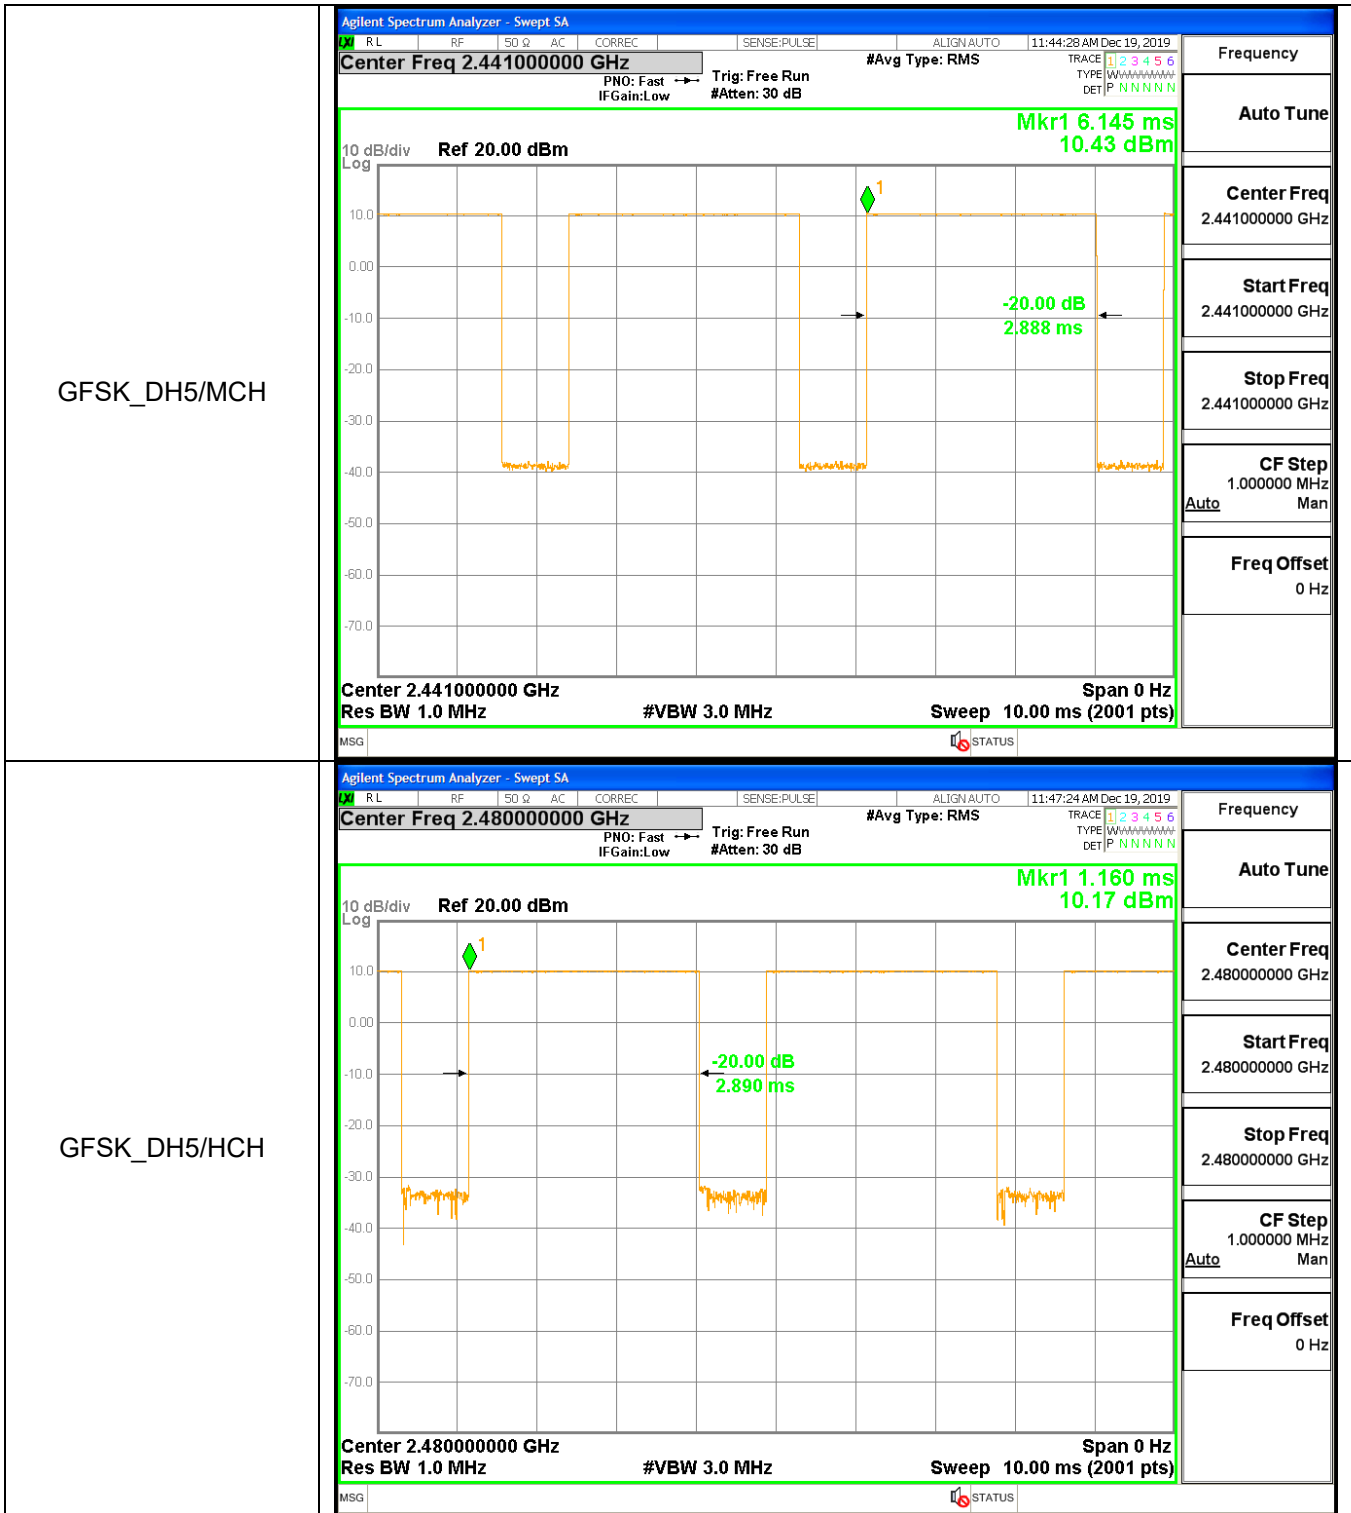 GFSK_DH5/MCH
Agilent Spectrum Analyzer - Swept SA
LXI RL RF 50 Ω AC CORREC SENSE:PULSE ALIGN AUTO 11:44:28 AM Dec 19, 2019
Center Freq 2.441000000 GHz
PNO: Fast
IFGain:Low
Trig: Free Run
#Atten: 30 dB
#Avg Type: RMS
TRACE 1 2 3 4 5 6
TYPE
DET P N N N N N
Mkr1 6.145 ms
10.43 dBm
10 dB/div
Log
Ref 20.00 dBm
1
10.0
0.00
-10.0
-20.0
-30.0
-40.0
-50.0
-60.0
-70.0
-20.00 dB
2.888 ms
Center 2.441000000 GHz
Span 0 Hz
Res BW 1.0 MHz
#VBW 3.0 MHz
Sweep 10.00 ms (2001 pts)
MSG
STATUS
Frequency
Auto Tune
Center Freq
2.441000000 GHz
Start Freq
2.441000000 GHz
Stop Freq
2.441000000 GHz
CF Step
1.000000 MHz
Auto Man
Freq Offset
0 Hz
GFSK_DH5/HCH
Agilent Spectrum Analyzer - Swept SA
LXI RL RF 50 Ω AC CORREC SENSE:PULSE ALIGN AUTO 11:47:24 AM Dec 19, 2019
Center Freq 2.480000000 GHz
PNO: Fast
IFGain:Low
Trig: Free Run
#Atten: 30 dB
#Avg Type: RMS
TRACE 1 2 3 4 5 6
TYPE
DET P N N N N N
Mkr1 1.160 ms
10.17 dBm
10 dB/div
Log
Ref 20.00 dBm
1
10.0
0.00
-10.0
-20.0
-30.0
-40.0
-50.0
-60.0
-70.0
-20.00 dB
2.890 ms
Center 2.480000000 GHz
Span 0 Hz
Res BW 1.0 MHz
#VBW 3.0 MHz
Sweep 10.00 ms (2001 pts)
MSG
STATUS
Frequency
Auto Tune
Center Freq
2.480000000 GHz
Start Freq
2.480000000 GHz
Stop Freq
2.480000000 GHz
CF Step
1.000000 MHz
Auto Man
Freq Offset
0 Hz